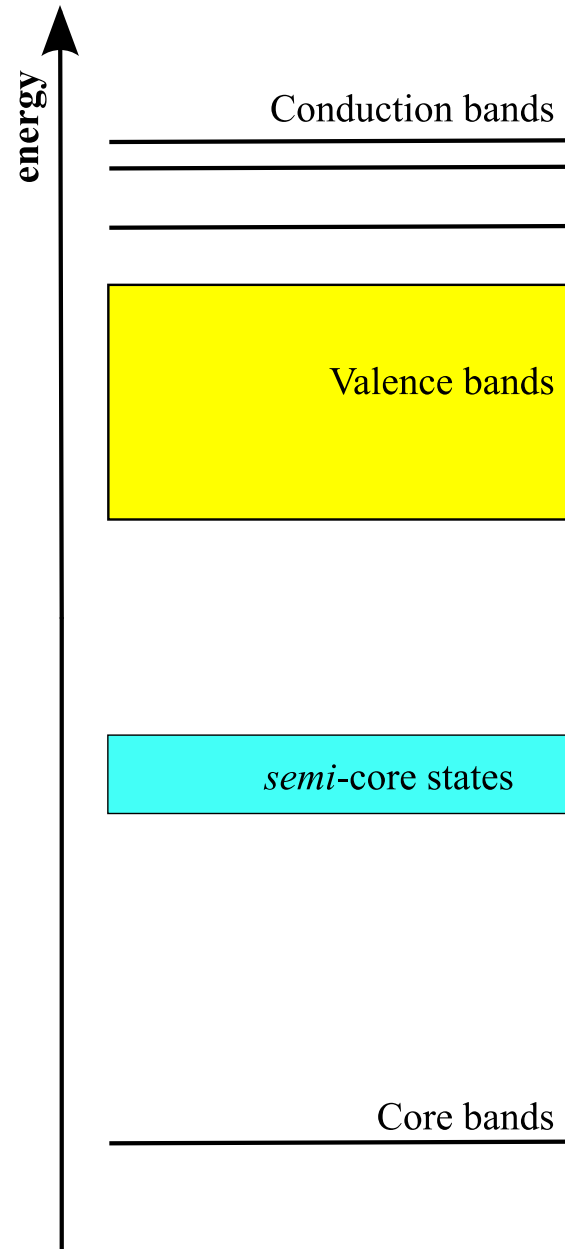 energy
Conduction bands
Valence bands
semi-core states
Core bands